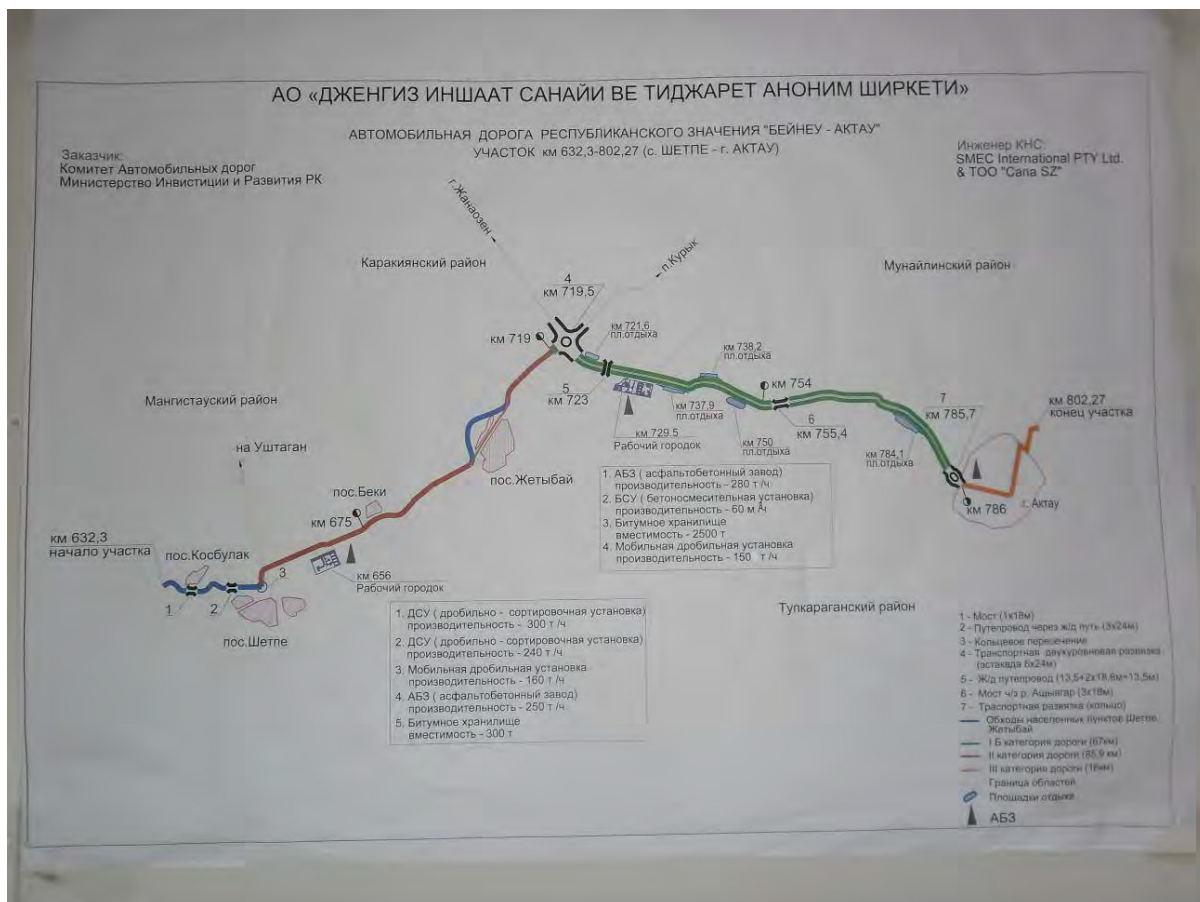 АО «ДЖЕНГИЗ ИНШААТ САНАЙИ ВЕ ТИДЖАРЕТ АНОНИМ ШИРКЕТИ»
АВТОМОБИЛЬНАЯ ДОРОГА РЕСПУБЛИКАНСКОГО ЗНАЧЕНИЯ "БЕЙНЕУ - АКТАУ"
УЧАСТОК км 632,3-802,27 (с. ШЕТПЕ - г. АКТАУ)
Заказчик:
Комитет Автомобильных дорог
Министерство Инвестиции и Развития РК
Инженер КНС:
SMEC International PTY Ltd.
& ТОО "Cana SZ"
г.Жанаозен
п.Курык
Каракиянский район
Мунайлинский район
4
км 719,5
км 719
км 721,6
пл.отдыха
км 738,2
пл.отдыха
5
км 723
км 754
7
км 785,7
км 802,27
конец участка
Мангистауский район
км 737,9
пл.отдыха
6
км 755,4
км 729,5
Рабочий городок
км 750
пл.отдыха
км 784,1
пл.отдыха
на Уштаган
пос.Жетыбай
г. Актау
км 786
пос.Беки
км 675
1. АБЗ ( асфальтобетонный завод)
производительность - 280 т /ч
2. БСУ ( бетоносмесительная установка)
производительность - 60 м /ч
3. Битумное хранилище
вместимость - 2500т
4. Мобильная дробильная установка
производительность - 150 т /ч
км 632,3
начало участка
пос.Косбулак
3
км 656
Рабочий городок
1
2
пос.Шетпе
Тупкараганский район
1. ДСУ ( дробильно - сортировочная установка)
производительность - 300 т /ч
2. ДСУ ( дробильно - сортировочная установка)
производительность - 240 т /ч
3. Мобильная дробильная установка
производительность - 160 т /ч
4. АБЗ ( асфальтобетонный завод)
производительность - 250 т /ч
5. Битумное хранилище
вместимость - 300 т
1 - Мост (1х18м)
2 - Путепровод через ж/д путь (3х24м)
3 - Кольцевое пересечение
4 - Транспортная двухуровневая развязка
(эстакада 6х24м)
5 - Ж/д путепровод (13,5+2х18,8м+13,5м)
6 - Мост ч/з р. Ащыагар (3х18м)
7 - Траспортная развязка (кольцо)
Обходы населенных пунктов Шетпе,
Жетыбай
I Б категория дороги (67км)
II категория дороги (85,9 км)
III категория дороги (16км)
Граница областей
Площадки отдыха
АБЗ